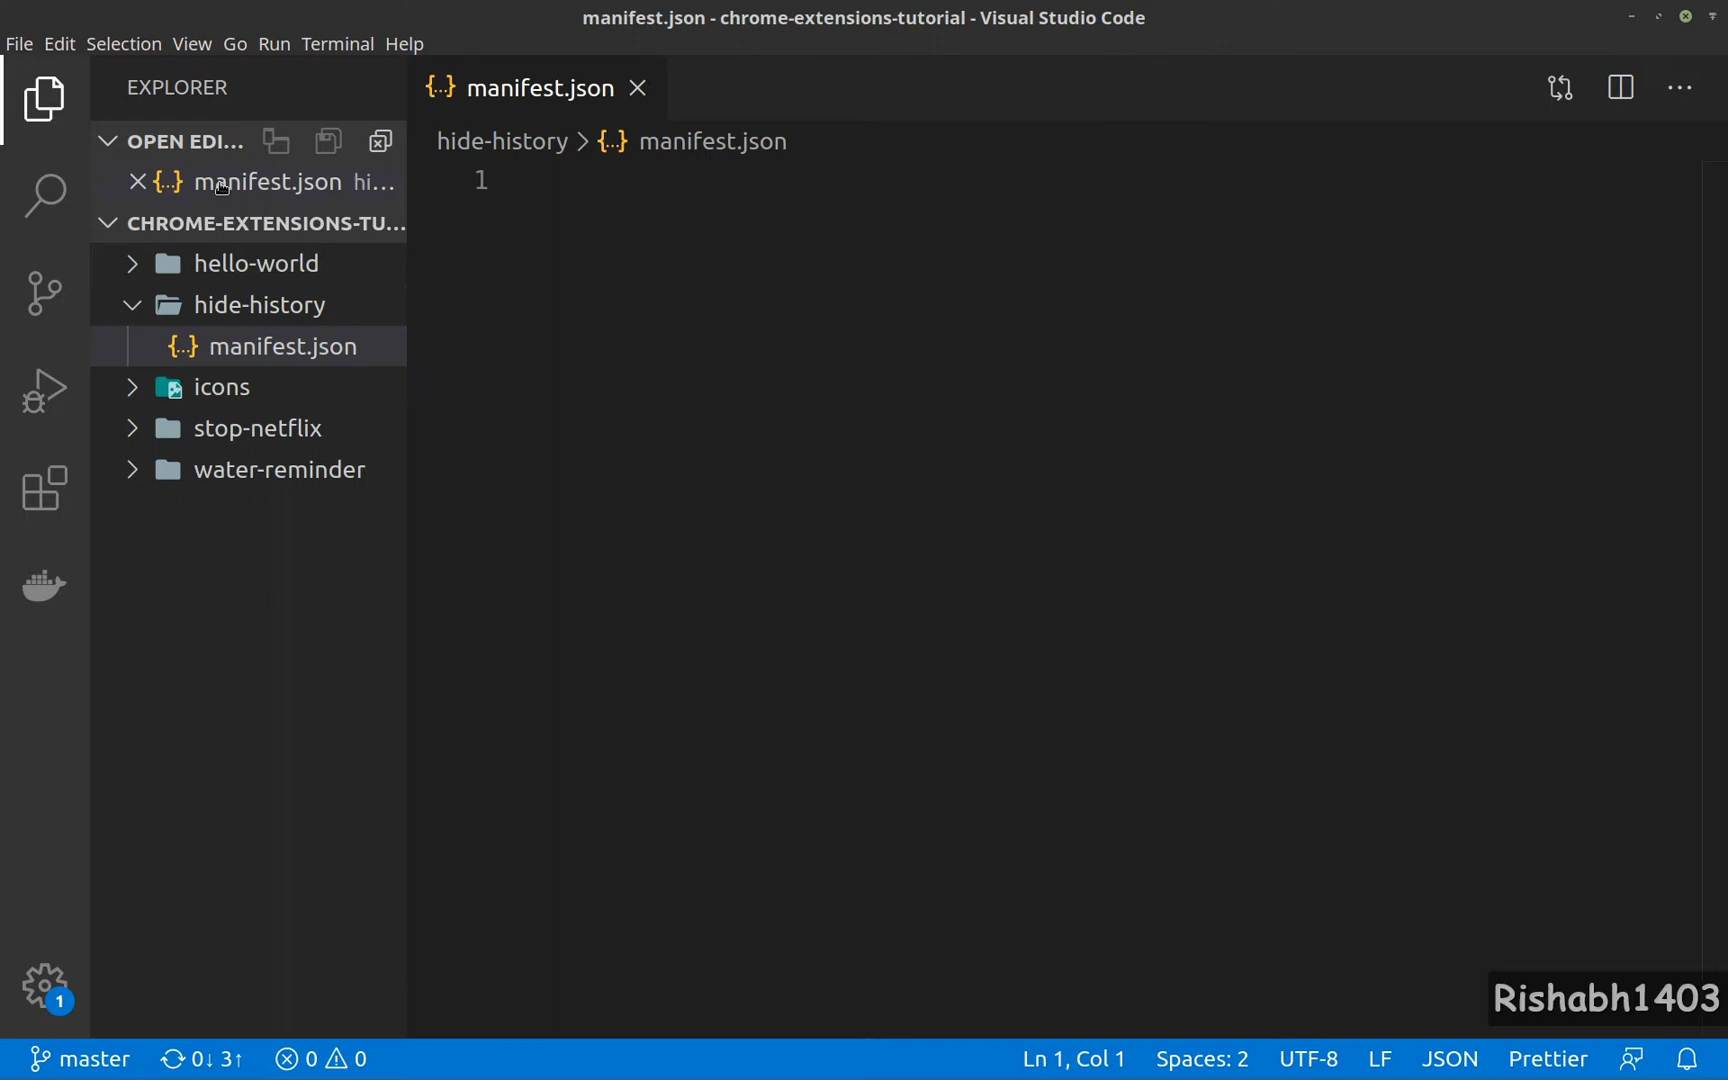 manifest.json - chrome-extensions-tutorial - Visual Studio Code
File Edit Selection View Go Run Terminal Help
EXPLORER
OPEN EDI...
manifest.json hi...
CHROME-EXTENSIONS-TU...
hello-world
hide-history
manifest.json
icons
stop-netflix
water-reminder
1
manifest.json
hide-history > manifest.json
1
Rishabh1403
master 0↓ 3↑ 0 0 Ln 1, Col 1 Spaces: 2 UTF-8 LF JSON Prettier